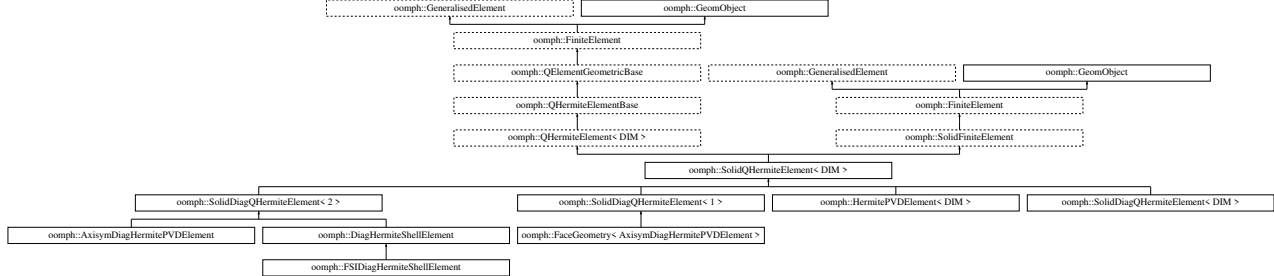 oomph::GeneralisedElement
oomph::GeomObject
oomph::FiniteElement
oomph::QElementGeometricBase
oomph::GeneralisedElement
oomph::GeomObject
oomph::QHermiteElementBase
oomph::FiniteElement
oomph::QHermiteElement< DIM >
oomph::SolidFiniteElement
oomph::SolidQHermiteElement< DIM >
oomph::SolidDiagQHermiteElement< 2 >
oomph::SolidDiagQHermiteElement< 1 >
oomph::HermitePVDElement< DIM >
oomph::SolidDiagQHermiteElement< DIM >
oomph::AxisymDiagHermitePVDElement
oomph::DiagHermiteShellElement
oomph::FaceGeometry< AxisymDiagHermitePVDElement >
oomph::FSIDiagHermiteShellElement